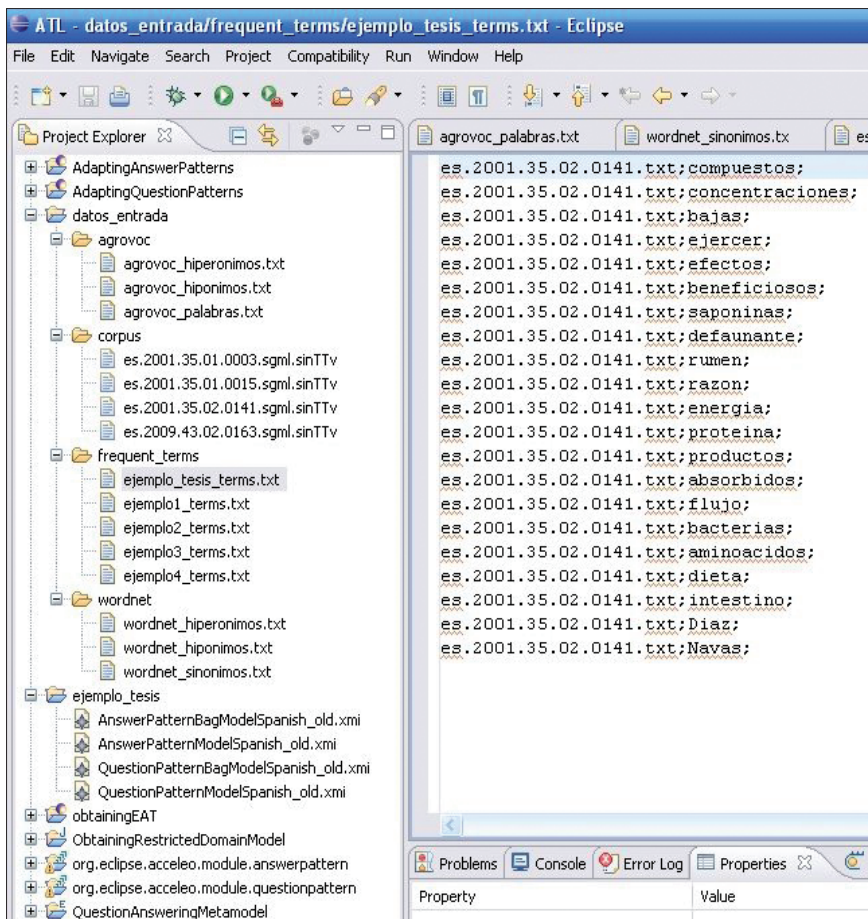 ATL - datos_entrada/frequent_terms/ejemplo_tesis_terms.txt - Eclipse
File Edit Navigate Search Project Compatibility Run Window Help
Project Explorer
AdaptingAnswerPatterns
AdaptingQuestionPatterns
datos_entrada
agrovoc
agrovoc_hiperonimos.txt
agrovoc_hiponimos.txt
agrovoc_palabras.txt
corpus
es.2001.35.01.0003.sgml.sinTTv
es.2001.35.01.0015.sgml.sinTTv
es.2001.35.02.0141.sgml.sinTTv
es.2009.43.02.0163.sgml.sinTTv
frequent_terms
ejemplo_tesis_terms.txt
ejemplo1_terms.txt
ejemplo2_terms.txt
ejemplo3_terms.txt
ejemplo4_terms.txt
wordnet
wordnet_hiperonimos.txt
wordnet_hiponimos.txt
wordnet_sinonimos.txt
ejemplo_tesis
AnswerPatternBagModelSpanish_old.xmi
AnswerPatternModelSpanish_old.xmi
QuestionPatternBagModelSpanish_old.xmi
QuestionPatternModelSpanish_old.xmi
obtainingEAT
ObtainingRestrictedDomainModel
org.eclipse.acceleo.module.answerpattern
org.eclipse.acceleo.module.questionpattern
QuestionAnsweringMetamodel
agrovoc_palabras.txt wordnet_sinonimos.tx es
es.2001.35.02.0141.txt;compuestos;
es.2001.35.02.0141.txt;concentraciones;
es.2001.35.02.0141.txt;bajas;
es.2001.35.02.0141.txt;ejercer;
es.2001.35.02.0141.txt;efectos;
es.2001.35.02.0141.txt;beneficiosos;
es.2001.35.02.0141.txt;saponinas;
es.2001.35.02.0141.txt;defaunante;
es.2001.35.02.0141.txt;rumen;
es.2001.35.02.0141.txt;razon;
es.2001.35.02.0141.txt;energia;
es.2001.35.02.0141.txt;proteina;
es.2001.35.02.0141.txt;productos;
es.2001.35.02.0141.txt;absorbidos;
es.2001.35.02.0141.txt;flujo;
es.2001.35.02.0141.txt;bacterias;
es.2001.35.02.0141.txt;aminoacidos;
es.2001.35.02.0141.txt;dieta;
es.2001.35.02.0141.txt;intestino;
es.2001.35.02.0141.txt;Diaz;
es.2001.35.02.0141.txt;Navas;
Problems Console Error Log Properties
Property Value